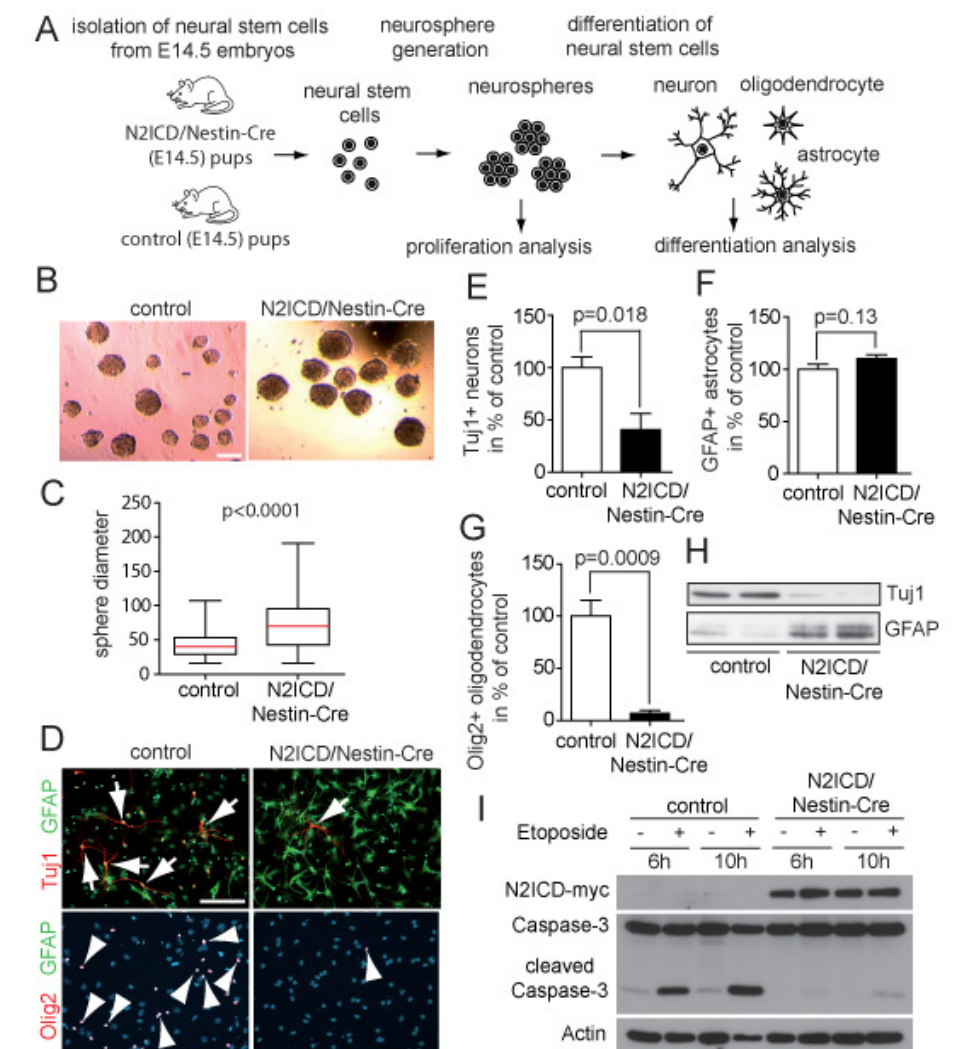 A
isolation of neural stem cells
from E14.5 embryos
neurosphere
generation
differentiation of
neural stem cells
N2ICD/Nestin-Cre
(E14.5) pups
control (E14.5) pups
neural stem
cells
neurospheres
neuron
oligodendrocyte
astrocyte
proliferation analysis
differentiation analysis
B
control
N2ICD/Nestin-Cre
C
sphere diameter
250
200
150
100
50
0
p<0.0001
control
N2ICD/
Nestin-Cre
D
control
N2ICD/Nestin-Cre
Tuj1 GFAP
Olig2 GFAP
E
Tuj1+ neurons
in % of control
150
100
50
0
p=0.018
control
N2ICD/
Nestin-Cre
F
GFAP+ astrocytes
in % of control
150
100
50
0
p=0.13
control
N2ICD/
Nestin-Cre
G
Olig2+ oligodendrocytes
in % of control
150
100
50
0
p=0.0009
control
N2ICD/
Nestin-Cre
H
Tuj1
GFAP
control
N2ICD/
Nestin-Cre
I
control
N2ICD/
Nestin-Cre
Etoposide - + - + - + - +
6h 10h 6h 10h
N2ICD-myc
Caspase-3
cleaved
Caspase-3
Actin